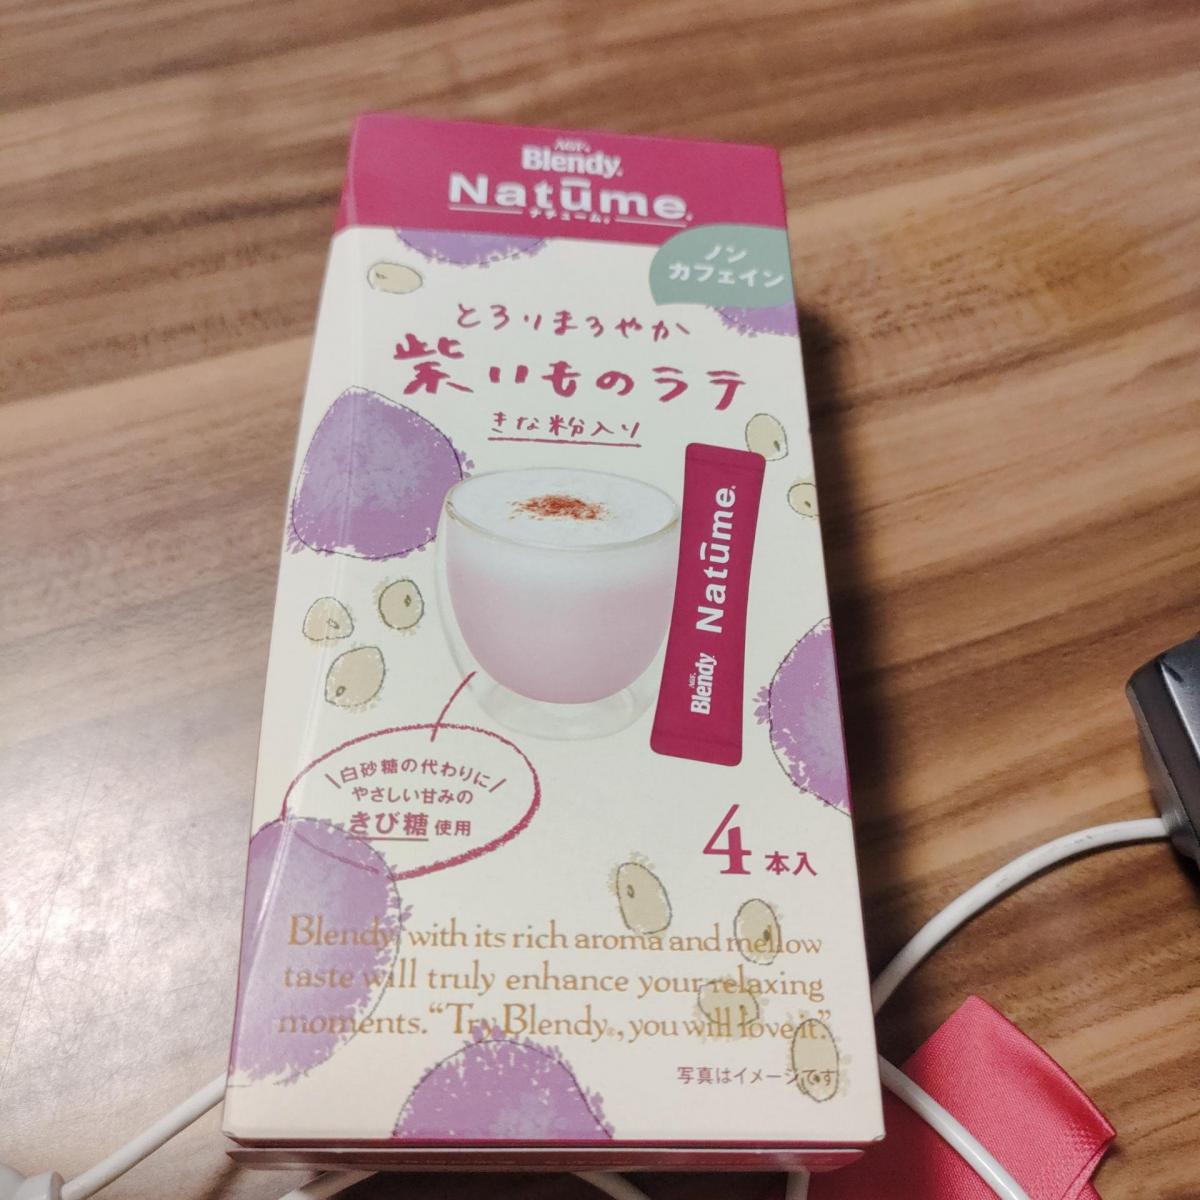 AGF®
Blendy®
Natūme®
ナチューム®
ノン
カフェイン
とろりまろやか
紫いものラテ
きな粉入り
AGF® Blendy® Natūme®
白砂糖の代わりに
やさしい甘みの
きび糖 使用
4本入
Blendy®, with its rich aroma and mellow
taste will truly enhance your relaxing
moments. “Try Blendy®, you will love it.”
写真はイメージです